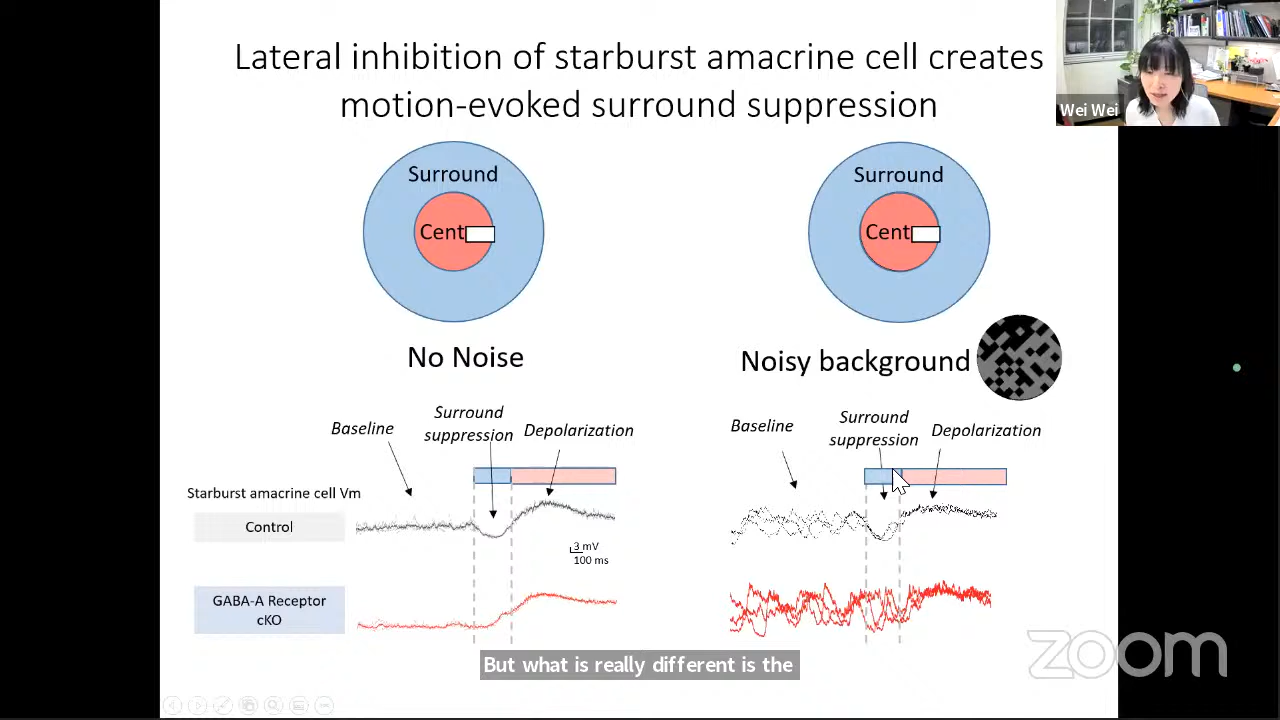 Lateral inhibition of starburst amacrine cell creates
motion-evoked surround suppression
Wei Wei
Surround
Cent
Surround
Cent
No Noise
Noisy background
Baseline
Surround
suppression
Depolarization
Baseline
Surround
suppression
Depolarization
Starburst amacrine cell Vm
Control
3 mV
100 ms
GABA-A Receptor
cKO
But what is really different is the
zoom